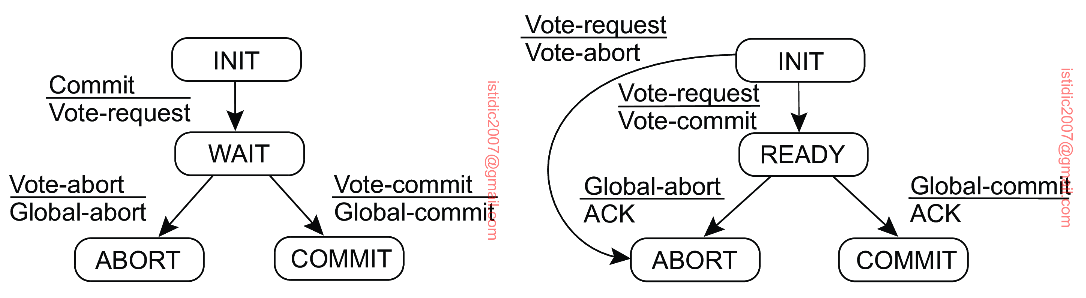 INIT
Commit
Vote-request
WAIT
Vote-abort
Global-abort
Vote-commit
Global-commit
ABORT
COMMIT
istidic2007@gmail.com
Vote-request
Vote-abort
INIT
Vote-request
Vote-commit
READY
Global-abort
ACK
Global-commit
ACK
ABORT
COMMIT
istidic2007@gmail.com